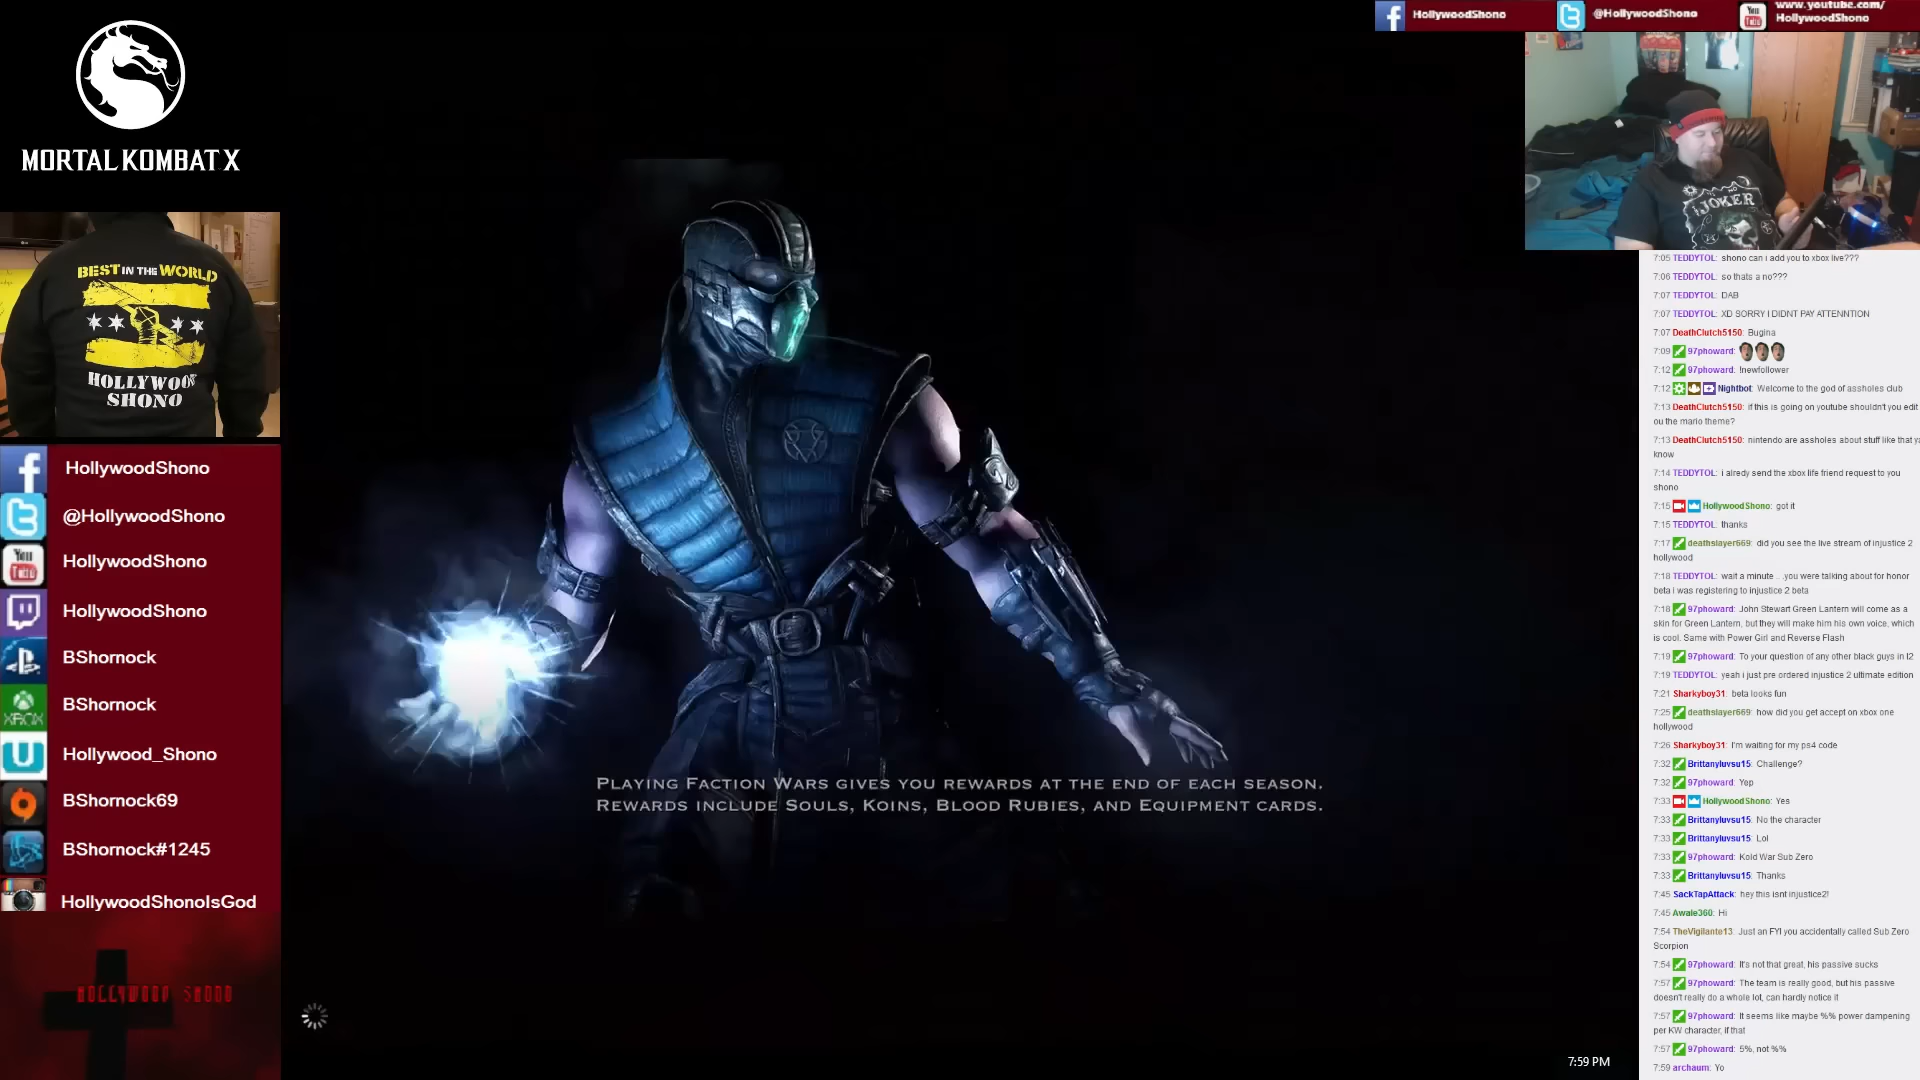 MORTAL KOMBAT X
BEST IN THE WORLD
HOLLYWOOD
SHONO
HollywoodShono
@HollywoodShono
You
HollywoodShono
HollywoodShono
BShornock
XBOX
BShornock
Hollywood_Shono
BShornock69
BShornock#1245
HollywoodShonoIsGod
HOLLYWOOD SHONO
HollywoodShono
@HollywoodShono
You
www.youtube.com/
HollywoodShono
JOKER
PLAYING FACTION WARS GIVES YOU REWARDS AT THE END OF EACH SEASON.
REWARDS INCLUDE SOULS, KOINS, BLOOD RUBIES, AND EQUIPMENT CARDS.
7:59 PM
7:05 TEDDYTOL: shono can i add you to xbox live???
7:06 TEDDYTOL: so thats a no???
7:07 TEDDYTOL: DAB
7:07 TEDDYTOL: XD SORRY I DIDNT PAY ATTENNTION
7:07 DeathClutch5150: Bugina
7:09 97phoward:
7:12 97phoward: !newfollower
7:12 Nightbot: Welcome to the god of assholes club
7:13 DeathClutch5150: if this is going on youtube shouldn't you edit
ou the mario theme?
7:13 DeathClutch5150: nintendo are assholes about stuff like that
know
7:14 TEDDYTOL: i alredy send the xbox life friend request to you
shono
7:15 HollywoodShono: got it
7:15 TEDDYTOL: thanks
7:17 deathslayer669: did you see the live stream of injustice 2
hollywood
7:18 TEDDYTOL: wait a minute ...you were talking about for honor
beta i was registering to injustice 2 beta
7:18 97phoward: John Stewart Green Lantern will come as a
skin for Green Lantern, but they will make him his own voice, which
is cool. Same with Power Girl and Reverse Flash
7:19 97phoward: To your question of any other black guys in I2
7:19 TEDDYTOL: yeah i just pre ordered injustice 2 ultimate edition
7:21 Sharkyboy31: beta looks fun
7:25 deathslayer669: how did you get accept on xbox one
hollywood
7:26 Sharkyboy31: I'm waiting for my ps4 code
7:32 Brittanyluvsu15: Challenge?
7:32 97phoward: Yep
7:33 HollywoodShono: Yes
7:33 Brittanyluvsu15: No the character
7:33 Brittanyluvsu15: Lol
7:33 97phoward: Kold War Sub Zero
7:33 Brittanyluvsu15: Thanks
7:45 SackTapAttack: hey this isnt injustice2!
7:45 Awale360: Hi
7:54 TheVigilante13: Just an FYI you accidentally called Sub Zero
Scorpion
7:54 97phoward: It's not that great, his passive sucks
7:57 97phoward: The team is really good, but his passive
doesn't really do a whole lot, can hardly notice it
7:57 97phoward: It seems like maybe %% power dampening
per KW character, if that
7:57 97phoward: 5%, not %%
7:59 archaum: Yo